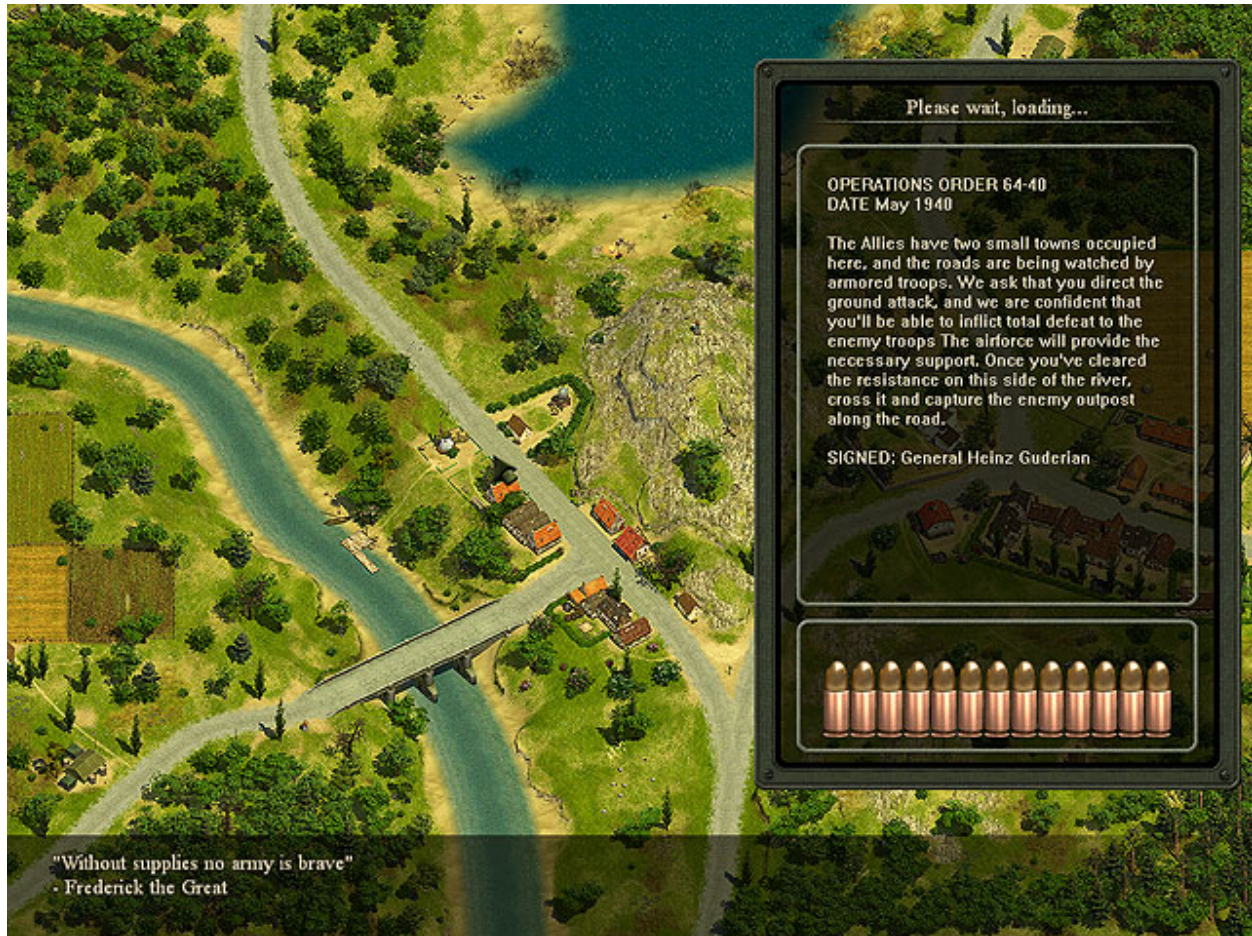 Please wait, loading...
OPERATIONS ORDER 64-40
DATE May 1940
The Allies have two small towns occupied
here, and the roads are being watched by
armored troops. We ask that you direct the
ground attack, and we are confident that
you'll be able to inflict total defeat to the
enemy troops The airforce will provide the
necessary support. Once you've cleared
the resistance on this side of the river,
cross it and capture the enemy outpost
along the road.
SIGNED: General Heinz Guderian
"Without supplies no army is brave"
- Frederick the Great